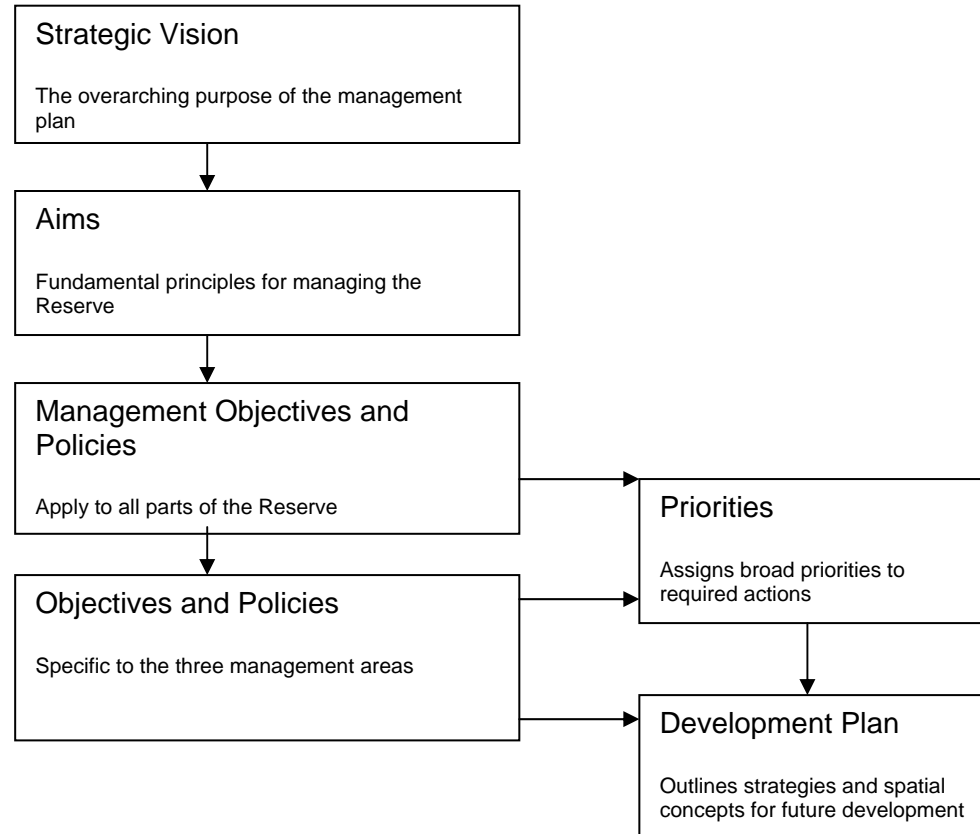 Strategic Vision
The overarching purpose of the management
plan
Aims
Fundamental principles for managing the
Reserve
Management Objectives and
Policies
Apply to all parts of the Reserve
Objectives and Policies
Specific to the three management areas
Priorities
Assigns broad priorities to
required actions
Development Plan
Outlines strategies and spatial
concepts for future development